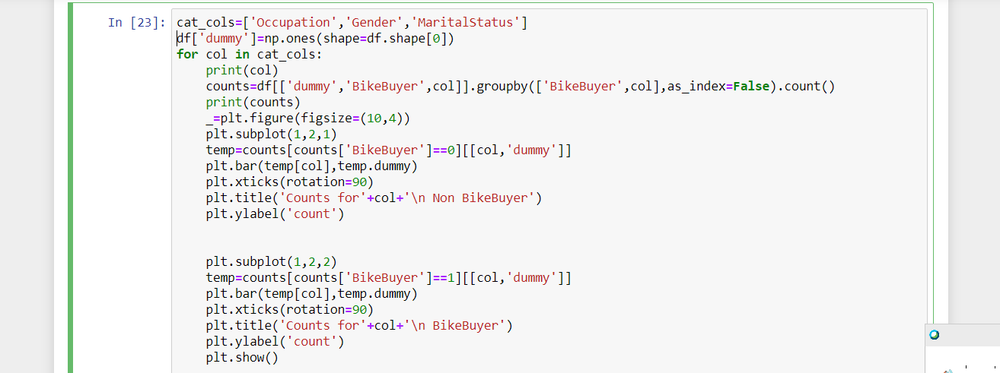 In [23]: cat_cols=['Occupation','Gender','MaritalStatus']
df['dummy']=np.ones(shape=df.shape[0])
for col in cat_cols:
    print(col)
    counts=df[['dummy','BikeBuyer',col]].groupby(['BikeBuyer',col],as_index=False).count()
    print(counts)
    _=plt.figure(figsize=(10,4))
    plt.subplot(1,2,1)
    temp=counts[counts['BikeBuyer']==0][[col,'dummy']]
    plt.bar(temp[col],temp.dummy)
    plt.xticks(rotation=90)
    plt.title('Counts for'+col+'\n Non BikeBuyer')
    plt.ylabel('count')
    plt.subplot(1,2,2)
    temp=counts[counts['BikeBuyer']==1][[col,'dummy']]
    plt.bar(temp[col],temp.dummy)
    plt.xticks(rotation=90)
    plt.title('Counts for'+col+'\n BikeBuyer')
    plt.ylabel('count')
    plt.show()